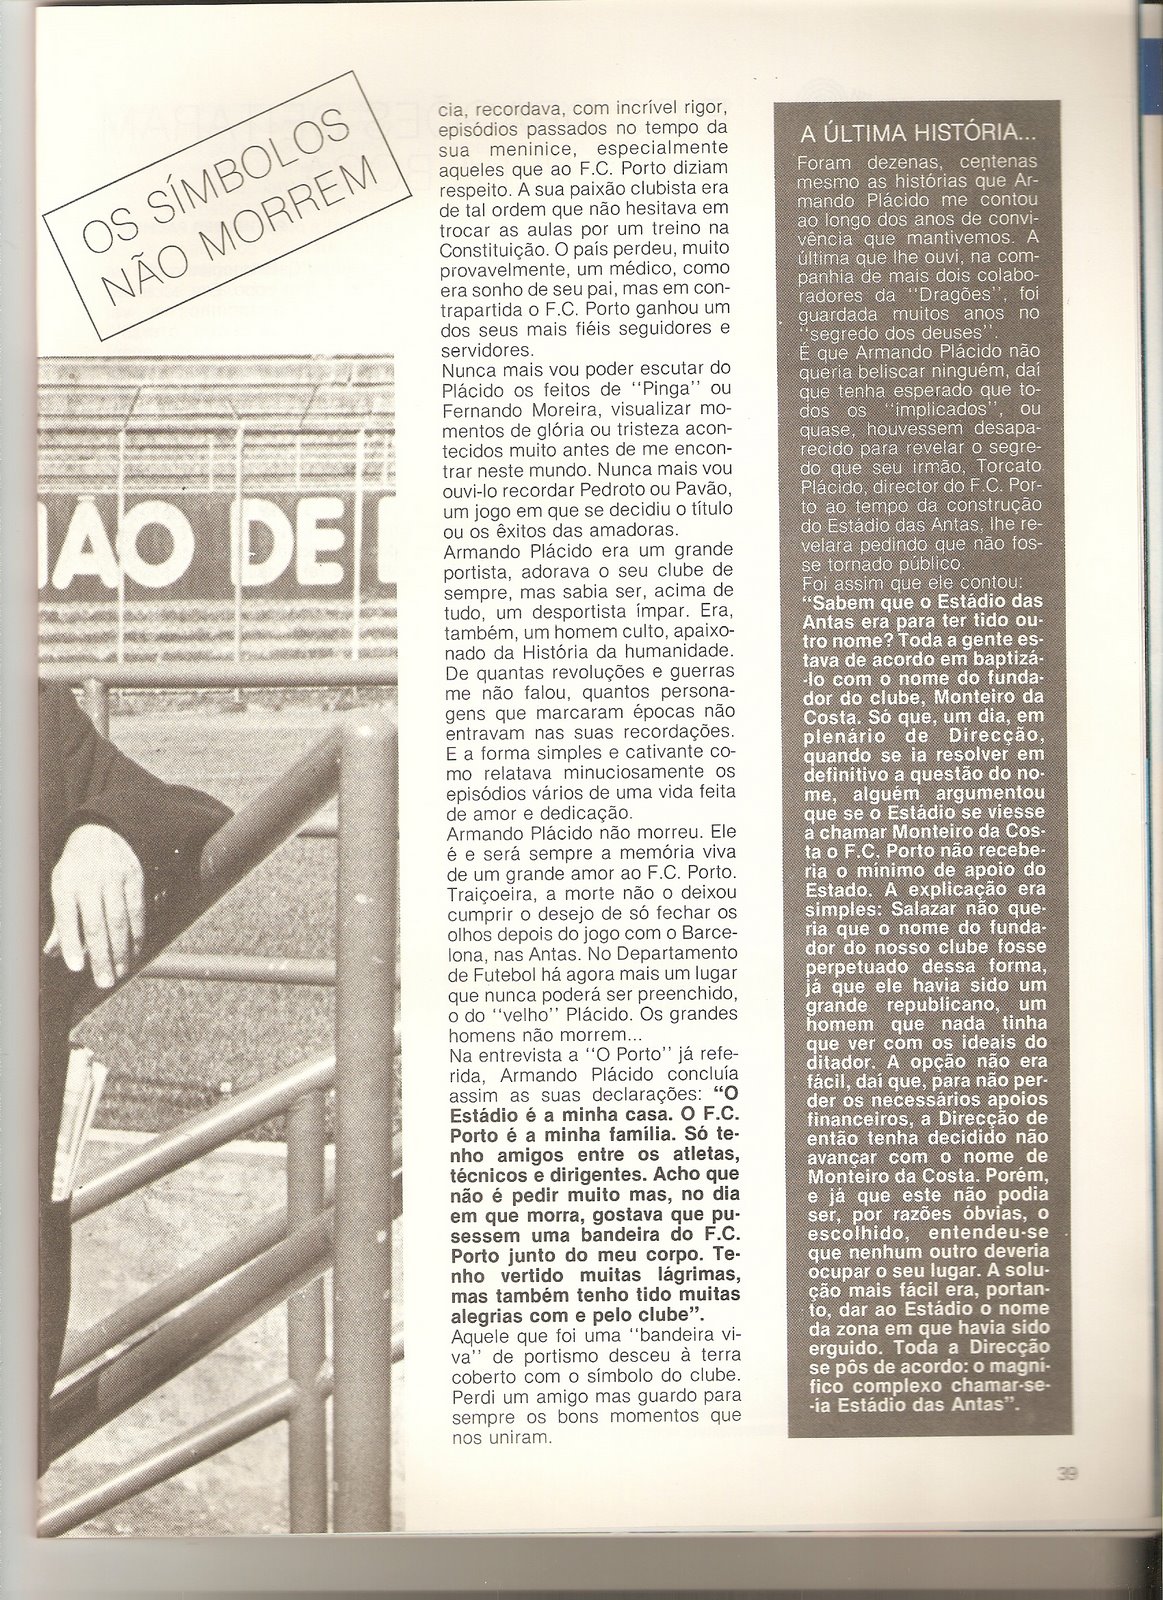 OS SÍMBOLOS
NÃO MORREM
ÃO DE
cia, recordava, com incrível rigor,
episódios passados no tempo da
sua meninice, especialmente
aqueles que ao F.C. Porto diziam
respeito. A sua paixão clubista era
de tal ordem que não hesitava em
trocar as aulas por um treino na
Constituição. O país perdeu, muito
provavelmente, um médico, como
era sonho de seu pai, mas em con-
trapartida o F.C. Porto ganhou um
dos seus mais fiéis seguidores e
servidores.
Nunca mais vou poder escutar do
Plácido os feitos de "Pinga" ou
Fernando Moreira, visualizar mo-
mentos de glória ou tristeza acon-
tecidos muito antes de me encon-
trar neste mundo. Nunca mais vou
ouvi-lo recordar Pedroto ou Pavão,
um jogo em que se decidiu o título
ou os êxitos das amadoras.
Armando Plácido era um grande
portista, adorava o seu clube de
sempre, mas sabia ser, acima de
tudo, um desportista ímpar. Era,
também, um homem culto, apaixo-
nado da História da humanidade.
De quantas revoluções e guerras
me não falou, quantos persona-
gens que marcaram épocas não
entravam nas suas recordações.
E a forma simples e cativante co-
mo relatava minuciosamente os
episódios vários de uma vida feita
de amor e dedicação.
Armando Plácido não morreu. Ele
é e será sempre a memória viva
de um grande amor ao F.C. Porto.
Traiçoeira, a morte não o deixou
cumprir o desejo de só fechar os
olhos depois do jogo com o Barce-
lona, nas Antas. No Departamento
de Futebol há agora mais um lugar
que nunca poderá ser preenchido,
o do "velho" Plácido. Os grandes
homens não morrem...
Na entrevista a "O Porto" já refe-
rida, Armando Plácido concluía
assim as suas declarações: "O
Estádio é a minha casa. O F.C.
Porto é a minha família. Só te-
nho amigos entre os atletas,
técnicos e dirigentes. Acho que
não é pedir muito mas, no dia
em que morra, gostava que pu-
sessem uma bandeira do F.C.
Porto junto do meu corpo. Te-
nho vertido muitas lágrimas,
mas também tenho tido muitas
alegrias com e pelo clube".
Aquele que foi uma "bandeira vi-
va" de portismo desceu à terra
coberto com o símbolo do clube.
Perdi um amigo mas guardo para
sempre os bons momentos que
nos uniram.
A ÚLTIMA HISTÓRIA...
Foram dezenas, centenas
mesmo as histórias que Ar-
mando Plácido me contou
ao longo dos anos de convi-
vência que mantivemos. A
última que lhe ouvi, na com-
panhia de mais dois colabo-
radores da "Dragões", foi
guardada muitos anos no
"segredo dos deuses".
É que Armando Plácido não
queria beliscar ninguém, daí
que tenha esperado que to-
dos os "implicados", ou
quase, houvessem desapa-
recido para revelar o segre-
do que seu irmão, Torcato
Plácido, director do F.C. Por-
to ao tempo da construção
do Estádio das Antas, lhe re-
velara pedindo que não fos-
se tornado público.
Foi assim que ele contou:
"Sabem que o Estádio das
Antas era para ter tido ou-
tro nome? Toda a gente es-
tava de acordo em baptizá-
-lo com o nome do funda-
dor do clube, Monteiro da
Costa. Só que, um dia, em
plenário de Direcção,
quando se ia resolver em
definitivo a questão do no-
me, alguém argumentou
que se o Estádio se viesse
a chamar Monteiro da Cos-
ta o F.C. Porto não recebe-
ria o mínimo de apoio do
Estado. A explicação era
simples: Salazar não que-
ria que o nome do funda-
dor do nosso clube fosse
perpetuado dessa forma,
já que ele havia sido um
grande republicano, um
homem que nada tinha
que ver com os ideais do
ditador. A opção não era
fácil, daí que, para não per-
der os necessários apoios
financeiros, a Direcção de
então tenha decidido não
avançar com o nome de
Monteiro da Costa. Porém,
e já que este não podia
ser, por razões óbvias, o
escolhido, entendeu-se
que nenhum outro deveria
ocupar o seu lugar. A solu-
ção mais fácil era, portan-
to, dar ao Estádio o nome
da zona em que havia sido
erguido. Toda a Direcção
se pôs de acordo: o magní-
fico complexo chamar-se-
-ia Estádio das Antas".
39